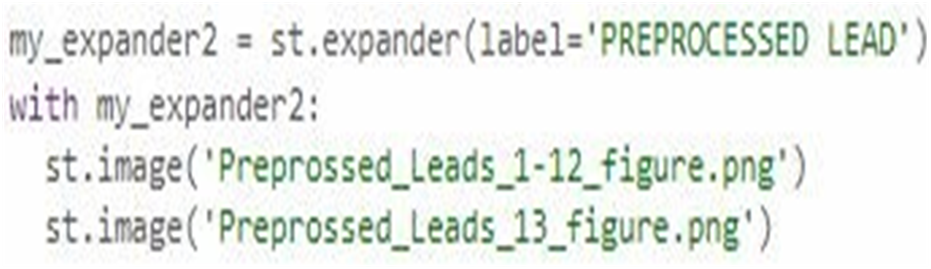 my_expander2 = st.expander(label='PREPROCESSED LEAD')
with my_expander2:
  st.image('Preprossed_Leads_1-12_figure.png')
  st.image('Preprossed_Leads_13_figure.png')